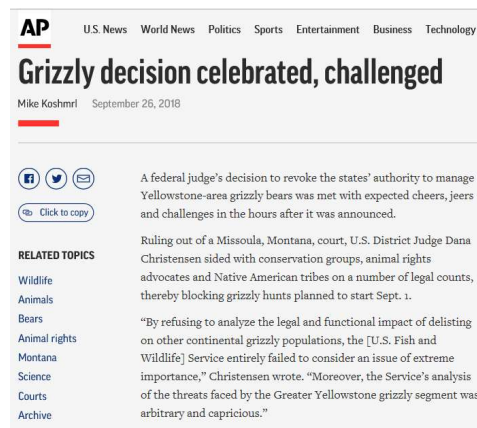 AP U.S. News World News Politics Sports Entertainment Business Technology
Grizzly decision celebrated, challenged
Mike Koshmrl September 26, 2018
Click to copy
RELATED TOPICS
Wildlife
Animals
Bears
Animal rights
Montana
Science
Courts
Archive
A federal judge's decision to revoke the states' authority to manage
Yellowstone-area grizzly bears was met with expected cheers, jeers
and challenges in the hours after it was announced.
Ruling out of a Missoula, Montana, court, U.S. District Judge Dana
Christensen sided with conservation groups, animal rights
advocates and Native American tribes on a number of legal counts,
thereby blocking grizzly hunts planned to start Sept. 1.
“By refusing to analyze the legal and functional impact of delisting
on other continental grizzly populations, the [U.S. Fish and
Wildlife] Service entirely failed to consider an issue of extreme
importance,” Christensen wrote. “Moreover, the Service's analysis
of the threats faced by the Greater Yellowstone grizzly segment was
arbitrary and capricious.”